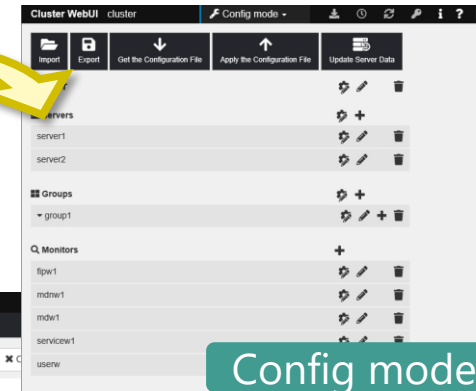 Cluster WebUI cluster Config mode
Import Export Get the Configuration File Apply the Configuration File Update Server Data
Servers
server1
server2
Groups
group1
Monitors
fipw1
mdnw1
mdw1
servicew1
userw
Config mode